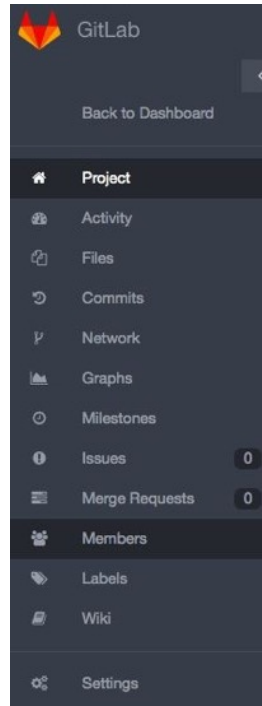 GitLab
Back to Dashboard
Project
Activity
Files
Commits
Network
Graphs
Milestones
Issues 0
Merge Requests 0
Members
Labels
Wiki
Settings